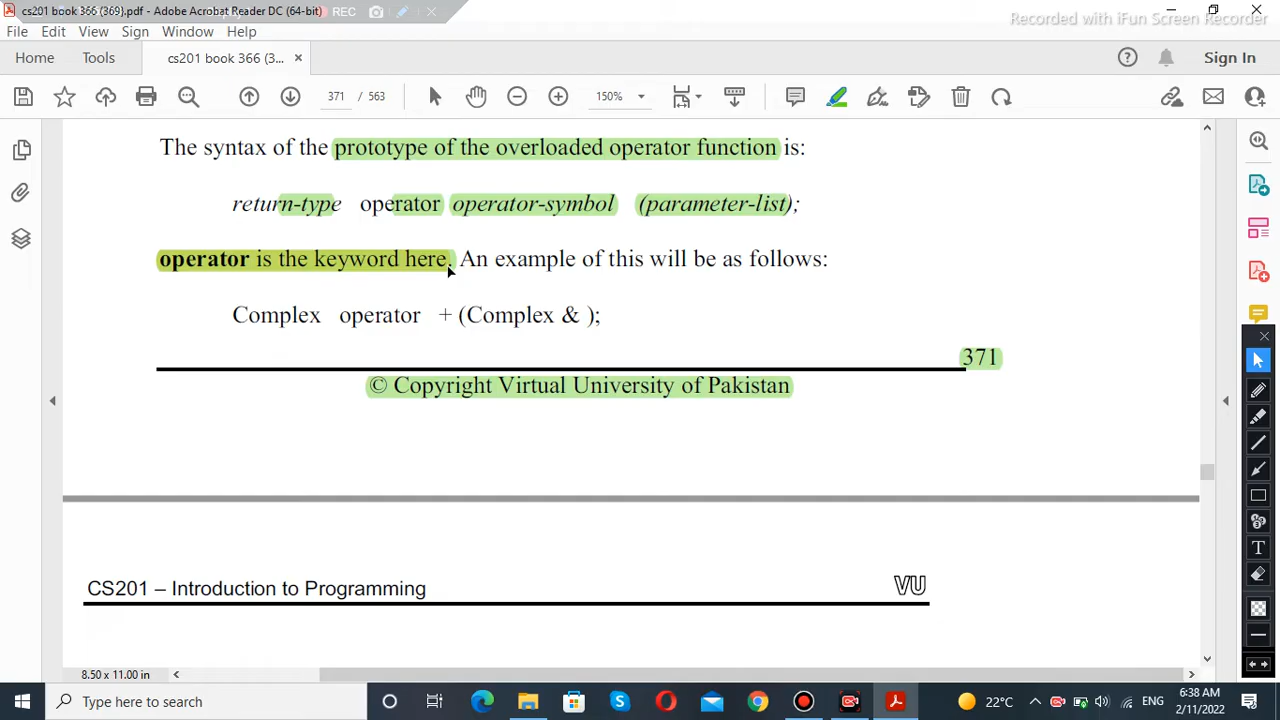 cs201 book 366 (369).pdf - Adobe Acrobat Reader DC (64-bit)
REC
Recorded with iFun Screen Recorder
File Edit View Sign Window Help
Home Tools cs201 book 366 (3... × Sign In
371 / 563 150%
The syntax of the prototype of the overloaded operator function is:
return-type operator operator-symbol (parameter-list);
operator is the keyword here. An example of this will be as follows:
Complex operator + (Complex & );
371
© Copyright Virtual University of Pakistan
CS201 – Introduction to Programming VU
8.50 x 11.00 in
Type here to search 22°C ENG 6:38 AM
2/11/2022